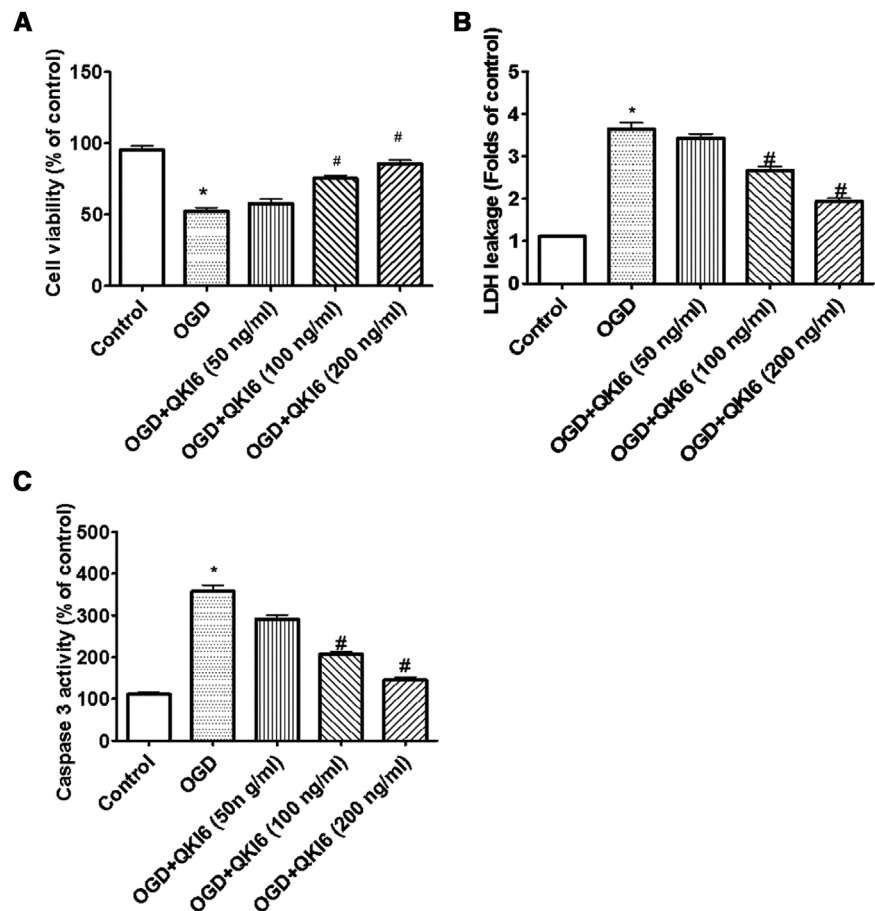 A
Cell viability (% of control)
150
100
50
0
*
#
#
Control
OGD
OGD+QKI6 (50 ng/ml)
OGD+QKI6 (100 ng/ml)
OGD+QKI6 (200 ng/ml)
B
LDH leakage (Folds of control)
5
4
3
2
1
0
*
#
#
Control
OGD
OGD+QKI6 (50 ng/ml)
OGD+QKI6 (100 ng/ml)
OGD+QKI6 (200 ng/ml)
C
Caspase 3 activity (% of control)
500
400
300
200
100
0
*
#
#
Control
OGD
OGD+QKI6 (50n g/ml)
OGD+QKI6 (100 ng/ml)
OGD+QKI6 (200 ng/ml)